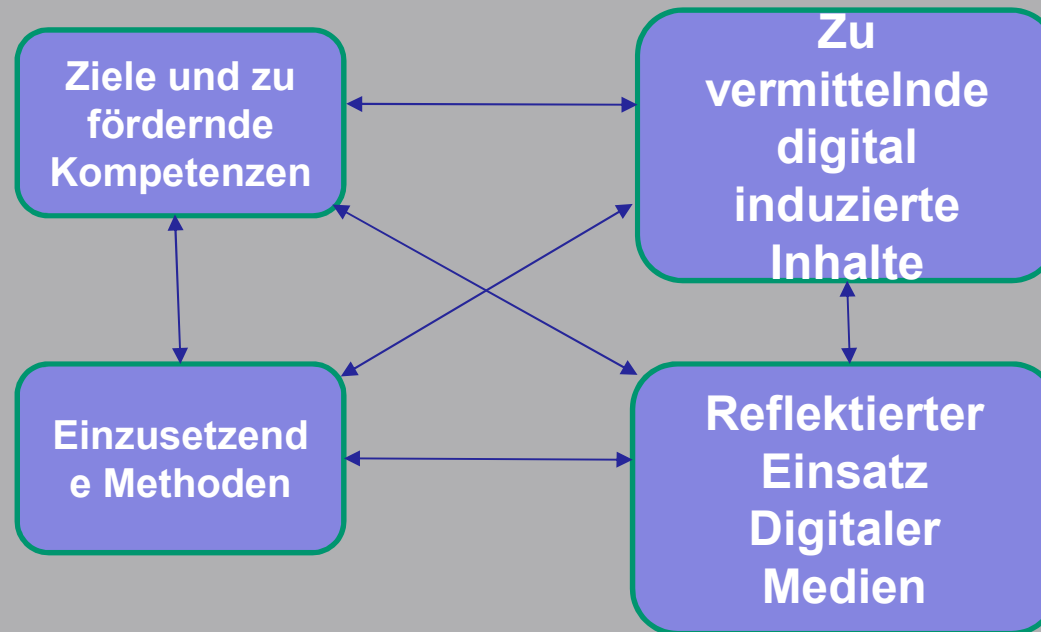 Ziele und zu
fördernde
Kompetenzen
Zu
vermittelnde
digital
induzierte
Inhalte
Einzusetzend
e Methoden
Reflektierter
Einsatz
Digitaler
Medien